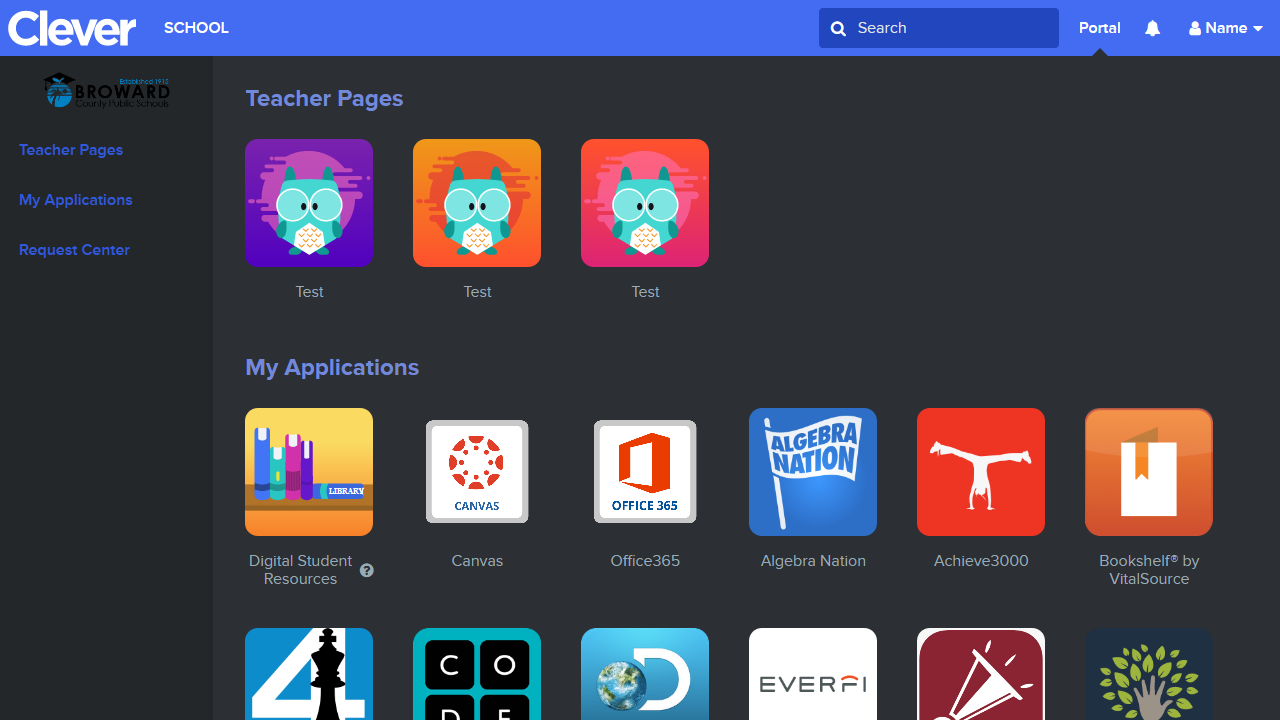 Clever
SCHOOL
Search
Portal
Name
Established 1915
BROWARD
County Public Schools
Teacher Pages
My Applications
Request Center
Teacher Pages
Test
Test
Test
My Applications
LIBRARY
CANVAS
OFFICE 365
ALGEBRA
NATION
Digital Student
Resources
?
Canvas
Office365
Algebra Nation
Achieve3000
Bookshelf® by
VitalSource
4
C O
D E
D
EVERFI